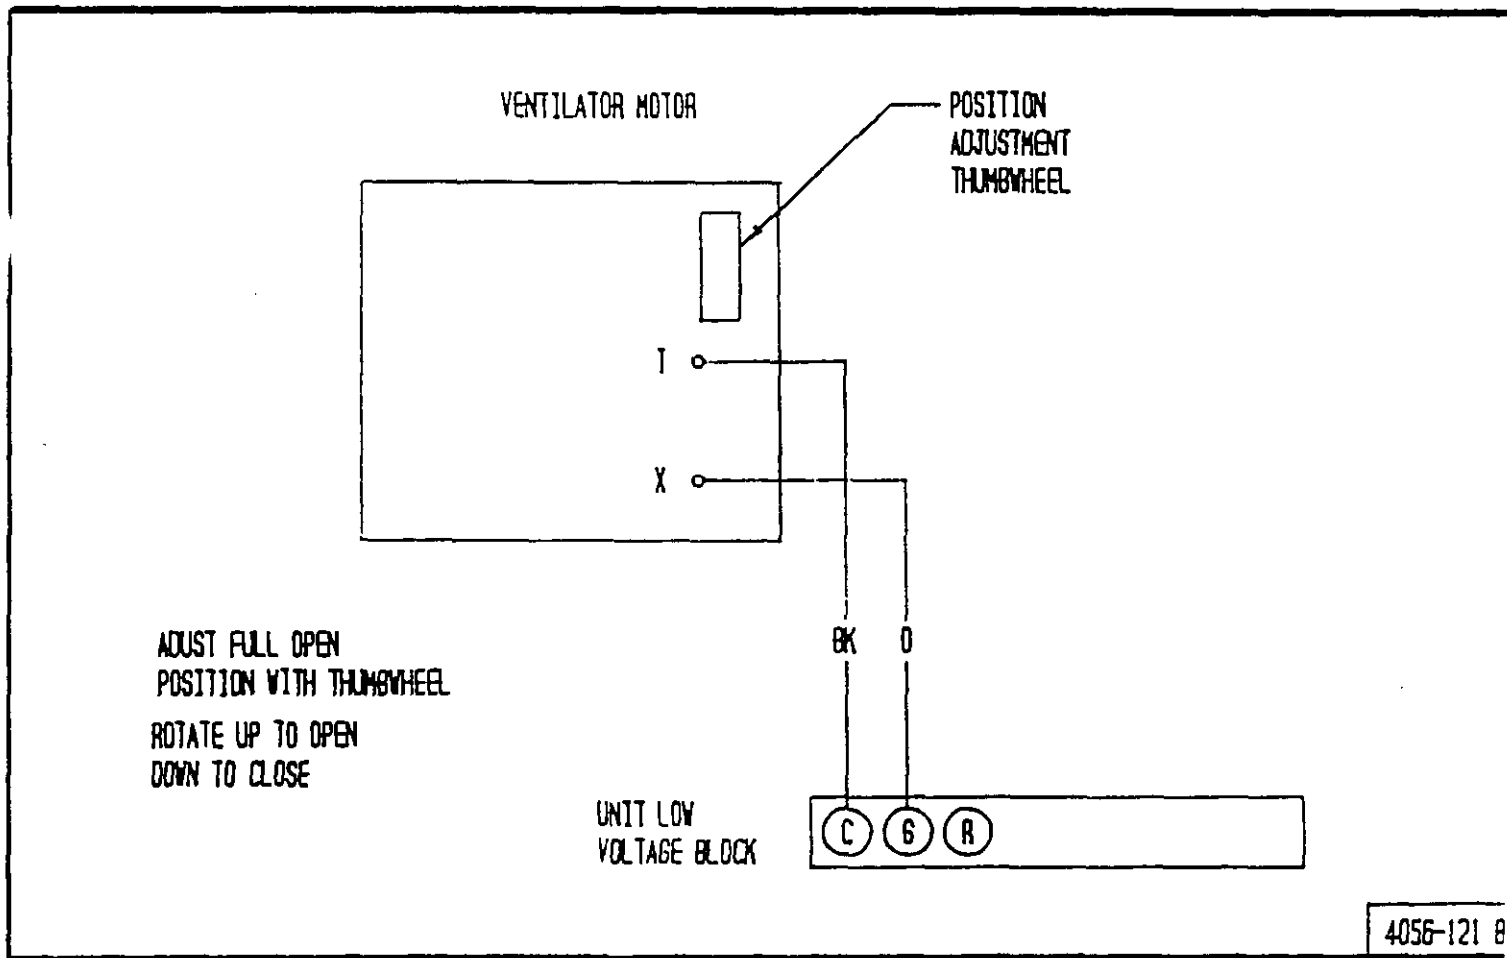 VENTILATOR MOTOR
POSITION
ADJUSTMENT
THUMBWHEEL
T
X
BK O
ADUST FULL OPEN
POSITION WITH THUMBWHEEL
ROTATE UP TO OPEN
DOWN TO CLOSE
UNIT LOW
VOLTAGE BLOCK
C G R
4056-121 B